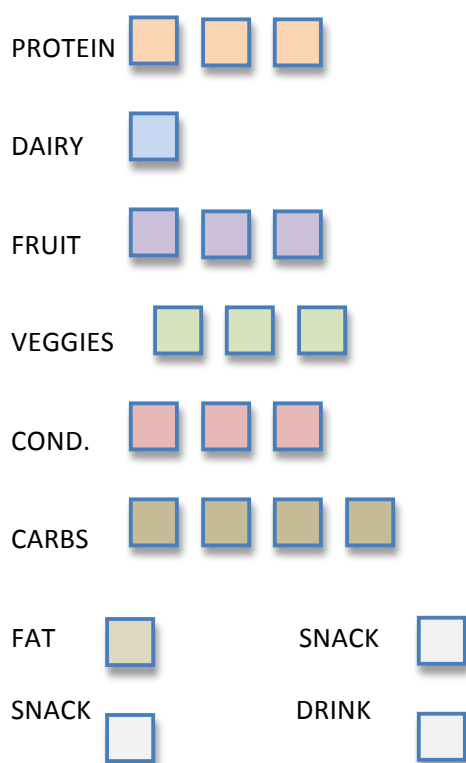 PROTEIN
DAIRY
FRUIT
VEGGIES
COND.
CARBS
FAT SNACK
SNACK DRINK